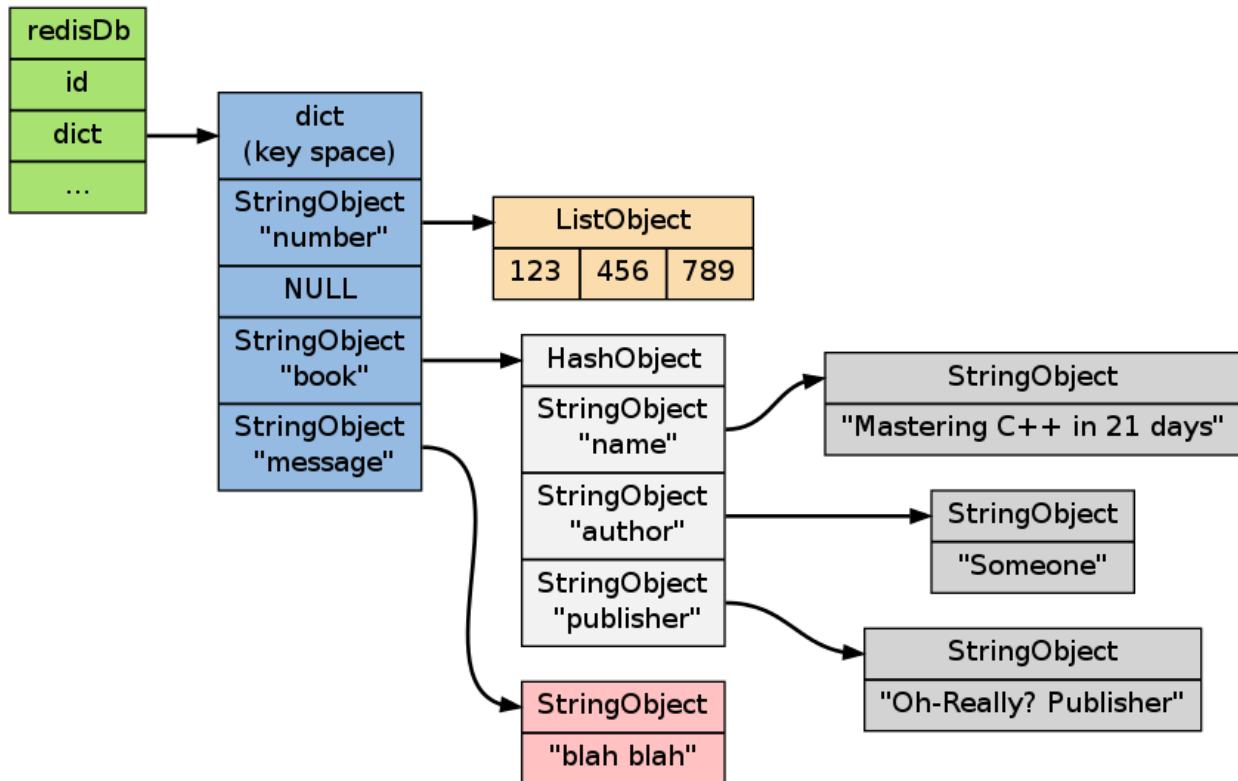 redisDb
id
dict
...
dict
(key space)
StringObject
"number"
NULL
StringObject
"book"
StringObject
"message"
ListObject
123 456 789
HashObject
StringObject
"name"
StringObject
"author"
StringObject
"publisher"
StringObject
"Mastering C++ in 21 days"
StringObject
"Someone"
StringObject
"Oh-Really? Publisher"
StringObject
"blah blah"